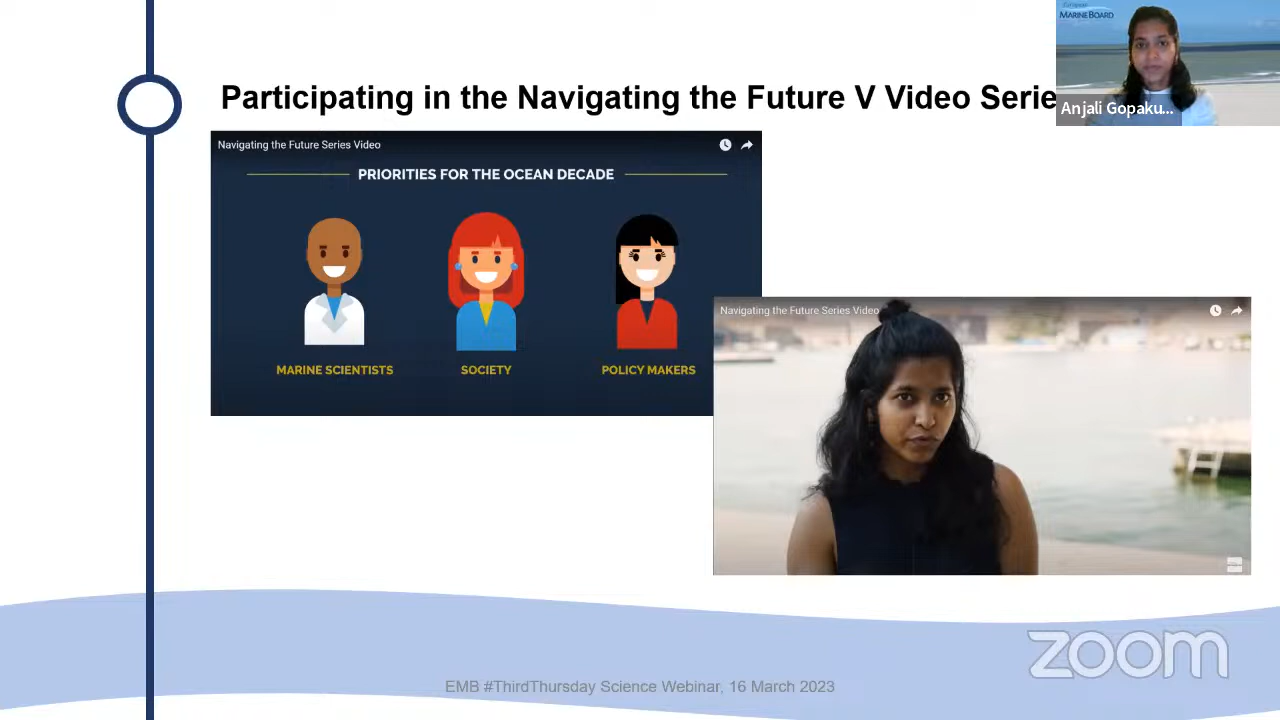 European
MARINE BOARD
Anjali Gopaku...
Participating in the Navigating the Future V Video Serie
Navigating the Future Series Video
PRIORITIES FOR THE OCEAN DECADE
MARINE SCIENTISTS
SOCIETY
POLICY MAKERS
Navigating the Future Series Video
zoom
EMB #ThirdThursday Science Webinar, 16 March 2023